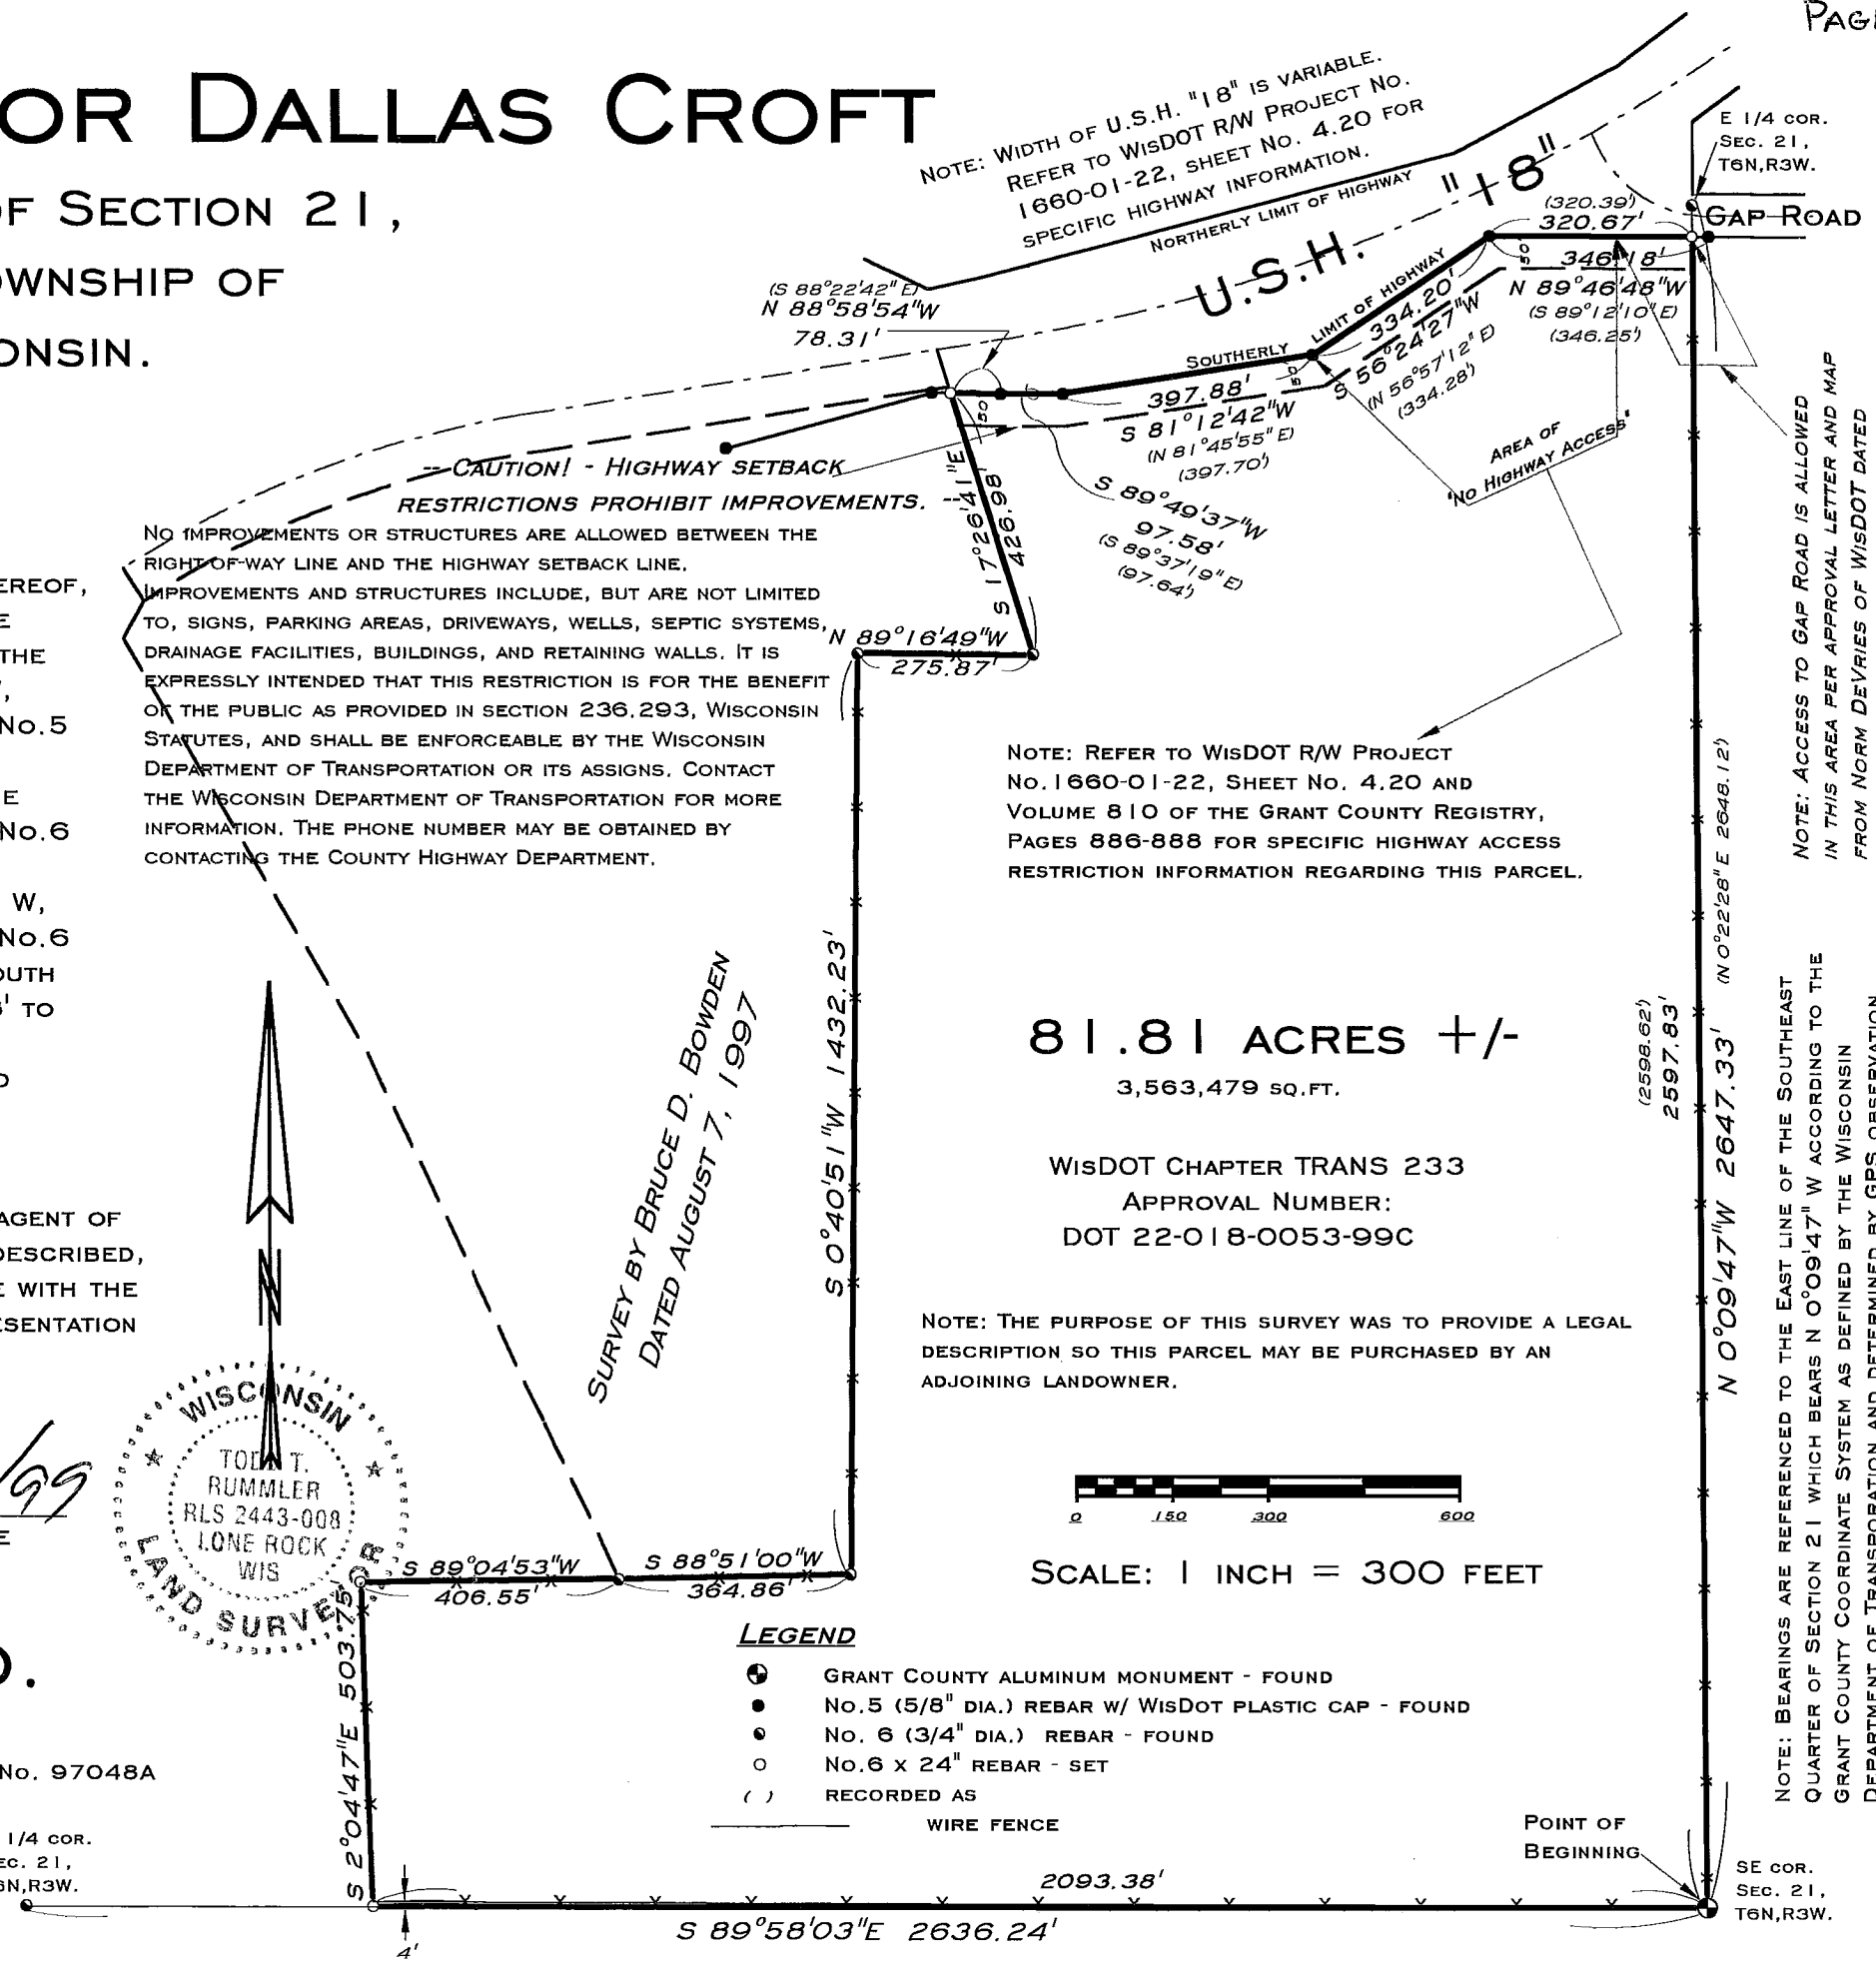 PAG
OR DALLAS CROFT
OF SECTION 21,
OWNSHIP OF
ONSIN.
EREOF,
E
THE
No.5
E
No.6
W,
No.6
OUTH
' TO
AGENT OF
DESCRIBED,
E WITH THE
ESENTATION
/99
E
No. 97048A
1/4 COR.
EC. 21,
6N,R3W.
NOTE: WIDTH OF U.S.H. "18" IS VARIABLE.
REFER TO WISDOT R/W PROJECT NO.
1660-01-22, SHEET NO. 4.20 FOR
SPECIFIC HIGHWAY INFORMATION.
NORTHERLY LIMIT OF HIGHWAY
U.S.H. "18"
E 1/4 COR.
SEC. 21,
T6N,R3W.
GAP ROAD
(320.39')
320.67'
346.18'
N 89°46'48"W
(S 89°12'10"E)
(346.25')
50'
SOUTHERLY LIMIT OF HIGHWAY
334.20'
S 56°24'27"W
(N 56°57'12"E)
(334.28')
50'
397.88'
S 81°12'42"W
(N 81°45'55"E)
(397.70')
(S 88°22'42"E)
N 88°58'54"W
78.31'
50'
S 89°49'37"W
97.58'
(S 89°37'19"E)
(97.64')
AREA OF
'NO HIGHWAY ACCESS'
-- CAUTION! - HIGHWAY SETBACK
RESTRICTIONS PROHIBIT IMPROVEMENTS. --
NO IMPROVEMENTS OR STRUCTURES ARE ALLOWED BETWEEN THE
RIGHT-OF-WAY LINE AND THE HIGHWAY SETBACK LINE.
IMPROVEMENTS AND STRUCTURES INCLUDE, BUT ARE NOT LIMITED
TO, SIGNS, PARKING AREAS, DRIVEWAYS, WELLS, SEPTIC SYSTEMS,
DRAINAGE FACILITIES, BUILDINGS, AND RETAINING WALLS. IT IS
EXPRESSLY INTENDED THAT THIS RESTRICTION IS FOR THE BENEFIT
OF THE PUBLIC AS PROVIDED IN SECTION 236.293, WISCONSIN
STATUTES, AND SHALL BE ENFORCEABLE BY THE WISCONSIN
DEPARTMENT OF TRANSPORTATION OR ITS ASSIGNS. CONTACT
THE WISCONSIN DEPARTMENT OF TRANSPORTATION FOR MORE
INFORMATION. THE PHONE NUMBER MAY BE OBTAINED BY
CONTACTING THE COUNTY HIGHWAY DEPARTMENT.
S 17°26'41"E
426.98'
N 89°16'49"W
275.87'
NOTE: REFER TO WISDOT R/W PROJECT
NO.1660-01-22, SHEET NO. 4.20 AND
VOLUME 810 OF THE GRANT COUNTY REGISTRY,
PAGES 886-888 FOR SPECIFIC HIGHWAY ACCESS
RESTRICTION INFORMATION REGARDING THIS PARCEL.
NOTE: ACCESS TO GAP ROAD IS ALLOWED
IN THIS AREA PER APPROVAL LETTER AND MAP
FROM NORM DEVRIES OF WISDOT DATED
(N 0°22'28"E 2648.12')
N 0°09'47"W 2647.33'
(2598.62')
2597.83'
S 0°40'51"W 1432.23'
SURVEY BY BRUCE D. BOWDEN
DATED AUGUST 7, 1997
81.81 ACRES +/-
3,563,479 SQ.FT.
WISDOT CHAPTER TRANS 233
APPROVAL NUMBER:
DOT 22-018-0053-99C
NOTE: THE PURPOSE OF THIS SURVEY WAS TO PROVIDE A LEGAL
DESCRIPTION SO THIS PARCEL MAY BE PURCHASED BY AN
ADJOINING LANDOWNER.
0 150 300 600
SCALE: 1 INCH = 300 FEET
N
WISCONSIN
TODD T.
RUMMLER
RLS 2443-008
LONE ROCK
WIS
LAND SURVEYOR
S 89°04'53"W
406.55'
S 88°51'00"W
364.86'
S 2°04'47"E 503.75'
LEGEND
GRANT COUNTY ALUMINUM MONUMENT - FOUND
No.5 (5/8" DIA.) REBAR W/ WISDOT PLASTIC CAP - FOUND
No. 6 (3/4" DIA.) REBAR - FOUND
No.6 x 24" REBAR - SET
( ) RECORDED AS
WIRE FENCE
POINT OF
BEGINNING
SE COR.
SEC. 21,
T6N,R3W.
2093.38'
S 89°58'03"E 2636.24'
4'
NOTE: BEARINGS ARE REFERENCED TO THE EAST LINE OF THE SOUTHEAST
QUARTER OF SECTION 21 WHICH BEARS N 0°09'47" W ACCORDING TO THE
GRANT COUNTY COORDINATE SYSTEM AS DEFINED BY THE WISCONSIN
DEPARTMENT OF TRANSPORTATION AND DETERMINED BY GPS OBSERVATION